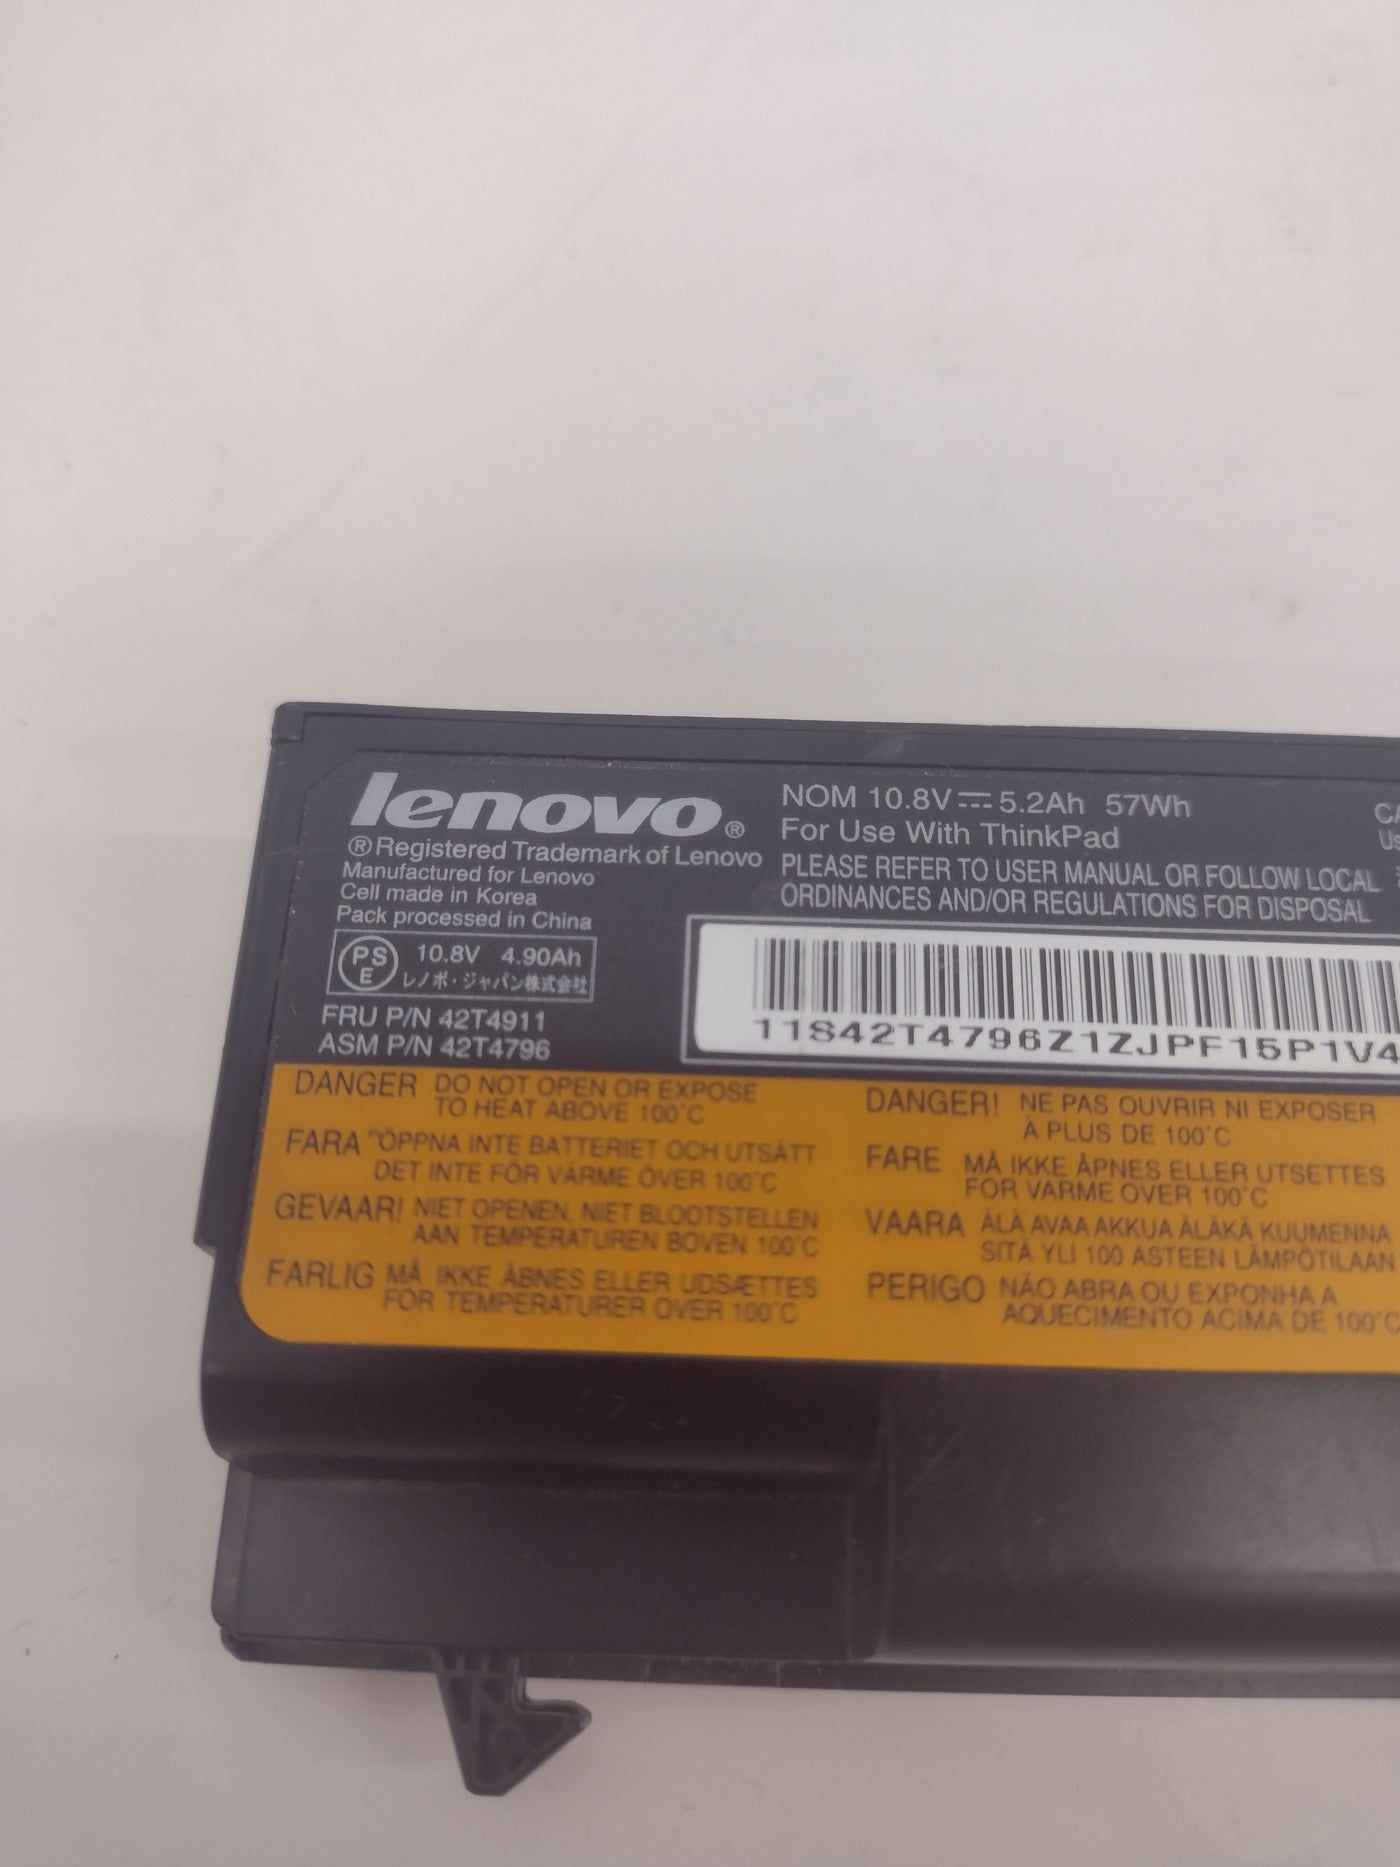 lenovo®
® Registered Trademark of Lenovo
Manufactured for Lenovo
Cell made in Korea
Pack processed in China
PS
E
10.8V 4.90Ah
レノボ・ジャパン株式会社
FRU P/N 42T4911
ASM P/N 42T4796
NOM 10.8V⎓5.2Ah 57Wh
For Use With ThinkPad
PLEASE REFER TO USER MANUAL OR FOLLOW LOCAL
ORDINANCES AND/OR REGULATIONS FOR DISPOSAL
11S42T4796Z1ZJPF15P1V4
DANGER DO NOT OPEN OR EXPOSE
TO HEAT ABOVE 100°C
FARA ÖPPNA INTE BATTERIET OCH UTSÄTT
DET INTE FÖR VÄRME ÖVER 100°C
GEVAAR! NIET OPENEN, NIET BLOOTSTELLEN
AAN TEMPERATUREN BOVEN 100°C
FARLIG MÅ IKKE ÅBNES ELLER UDSÆTTES
FOR TEMPERATURER OVER 100°C
DANGER! NE PAS OUVRIR NI EXPOSER
À PLUS DE 100°C
FARE MÅ IKKE ÅPNES ELLER UTSETTES
FOR VARME OVER 100°C
VAARA ÄLÄ AVAA AKKUA ÄLÄKÄ KUUMENNA
SITÄ YLI 100 ASTEEN LÄMPÖTILAAN
PERIGO NÃO ABRA OU EXPONHA A
AQUECIMENTO ACIMA DE 100°C